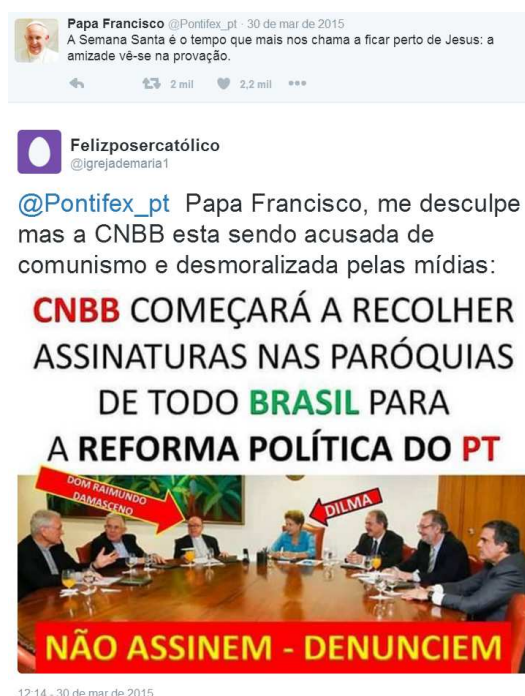 Papa Francisco @Pontifex_pt · 30 de mar de 2015
A Semana Santa é o tempo que mais nos chama a ficar perto de Jesus: a
amizade vê-se na provação.
2 mil 2,2 mil
Felizposercatólico
@igrejademaria1
@Pontifex_pt Papa Francisco, me desculpe
mas a CNBB esta sendo acusada de
comunismo e desmoralizada pelas mídias:
CNBB COMEÇARÁ A RECOLHER
ASSINATURAS NAS PARÓQUIAS
DE TODO BRASIL PARA
A REFORMA POLÍTICA DO PT
DOM RAIMUNDO
DAMASCENO
DILMA
NÃO ASSINEM - DENUNCIEM
12:14 - 30 de mar de 2015